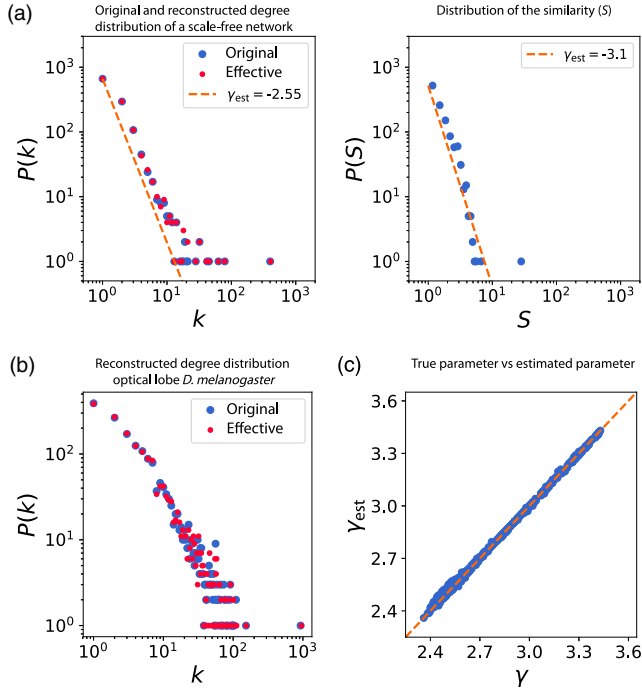 (a)
Original and reconstructed degree
distribution of a scale-free network
Original
Effective
γest = -2.55
P(k)
10³
10²
10¹
10⁰
10⁰ 10¹ 10² 10³
k
Distribution of the similarity (S)
γest = -3.1
P(S)
10³
10²
10¹
10⁰
10⁰ 10¹ 10² 10³
S
(b)
Reconstructed degree distribution
optical lobe D. melanogaster
Original
Effective
P(k)
10²
10¹
10⁰
10⁰ 10¹ 10² 10³
k
(c)
True parameter vs estimated parameter
γest
3.6
3.3
3.0
2.7
2.4
2.4 2.7 3.0 3.3 3.6
γ